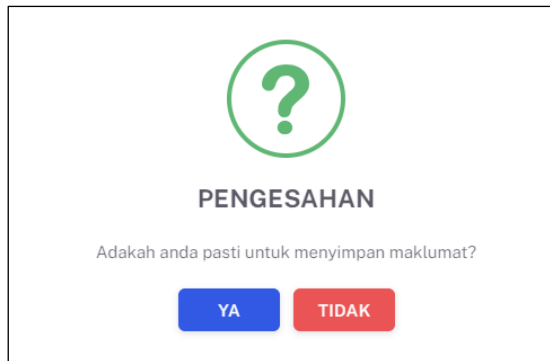 ?
PENGESAHAN
Adakah anda pasti untuk menyimpan maklumat?
YA TIDAK